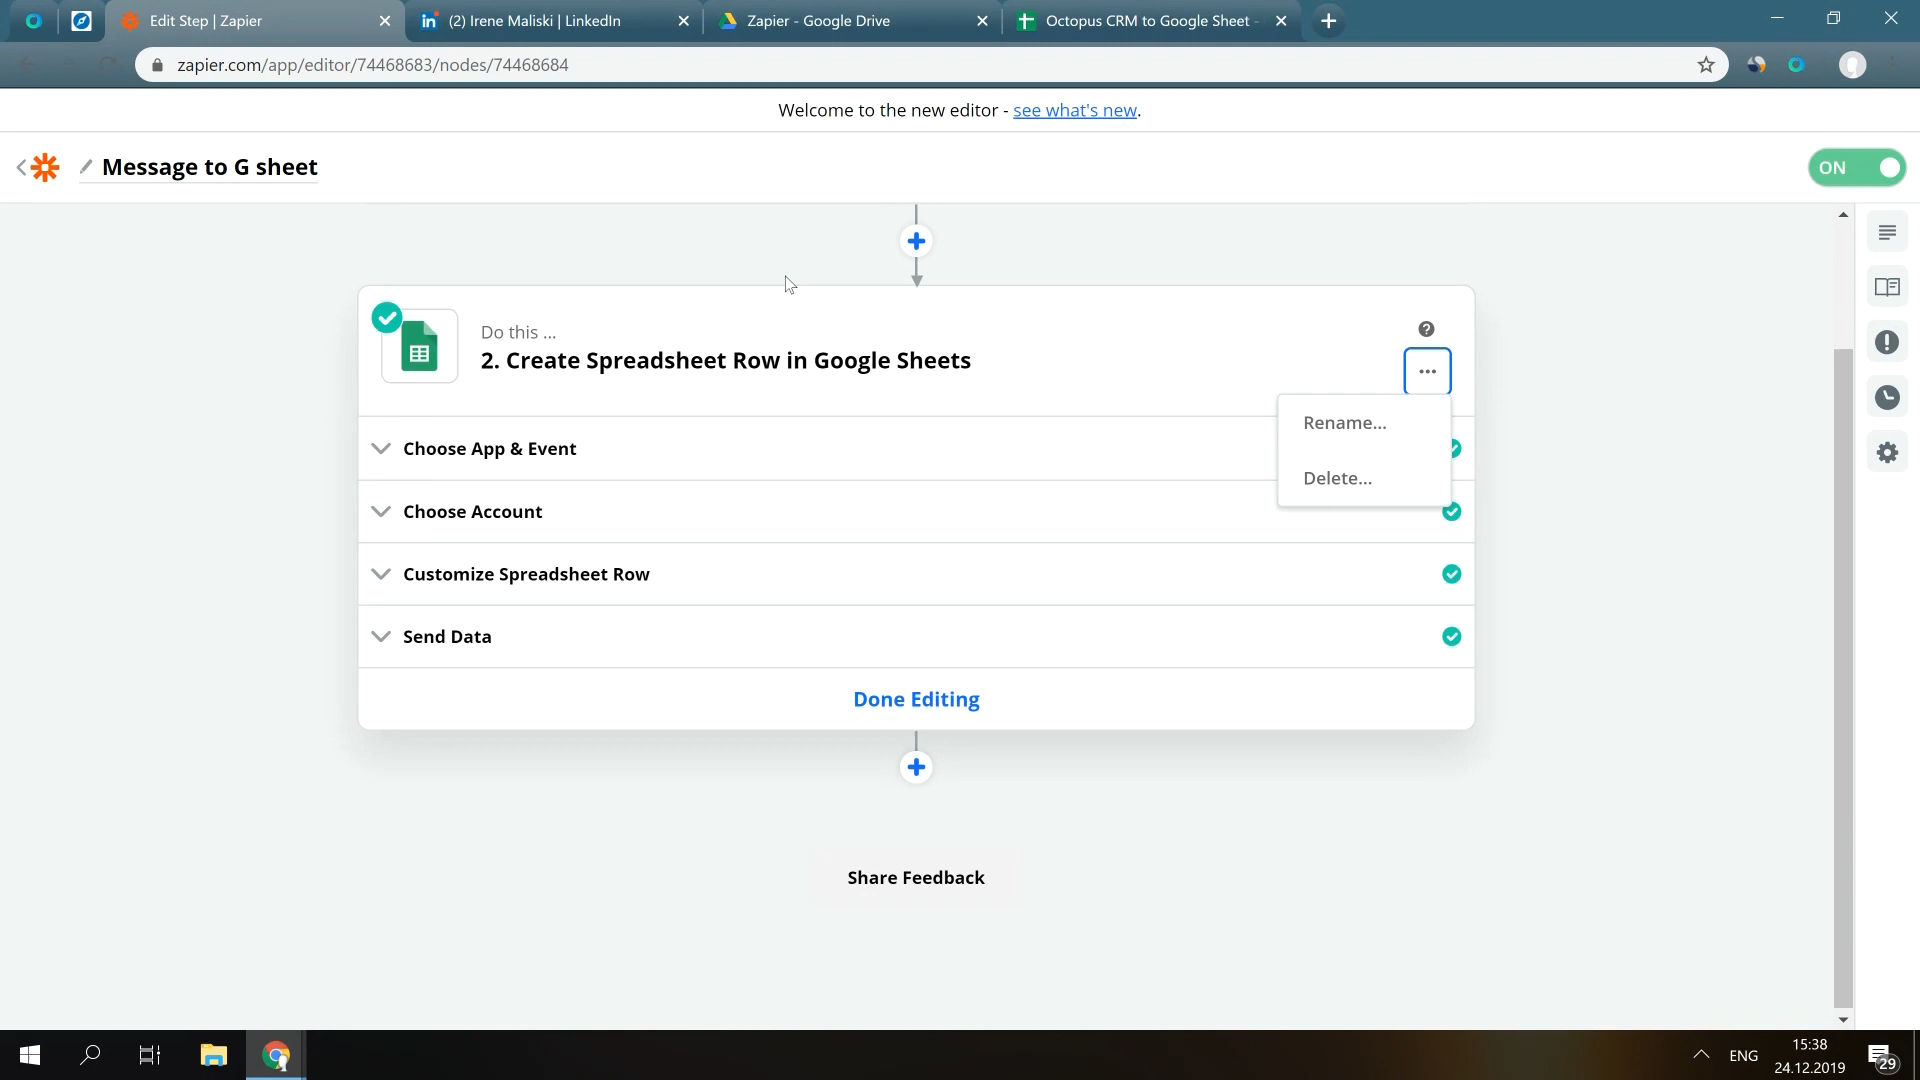 Edit Step | Zapier
(2) Irene Maliski | LinkedIn
Zapier - Google Drive
Octopus CRM to Google Sheet -
zapier.com/app/editor/74468683/nodes/74468684
Welcome to the new editor - see what's new.
Message to G sheet
ON
Do this ...
2. Create Spreadsheet Row in Google Sheets
Rename...
Choose App & Event
Delete...
Choose Account
Customize Spreadsheet Row
Send Data
Done Editing
Share Feedback
ENG
15:38
24.12.2019
29